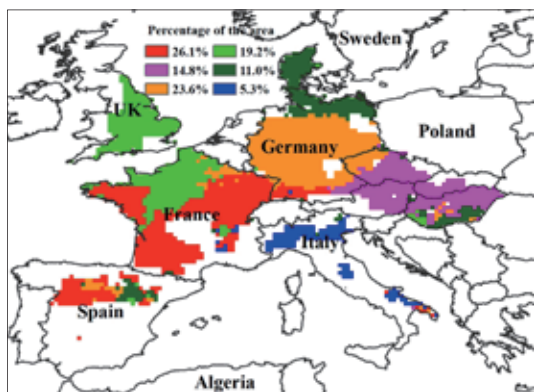 Percentage of the area
26.1% 19.2%
14.8% 11.0%
23.6% 5.3%
Sweden
UK
Poland
Germany
France
Italy
Spain
Algeria